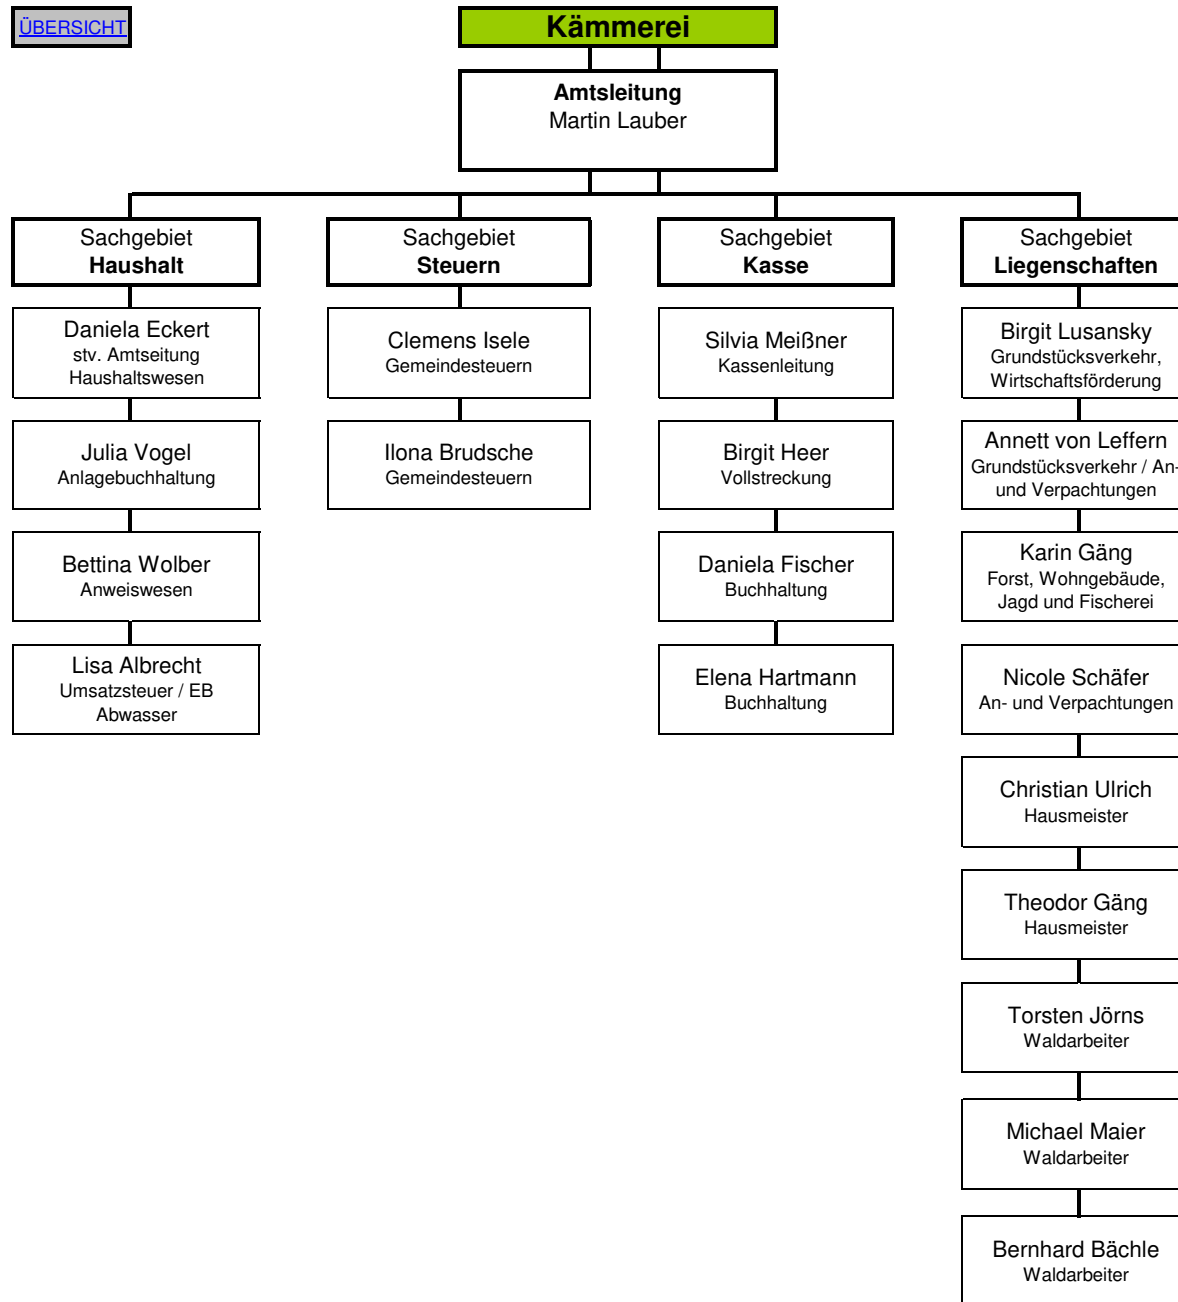 ÜBERSICHT
Kämmerei
Amtsleitung
Martin Lauber
Sachgebiet
Haushalt
Daniela Eckert
stv. Amtseitung
Haushaltswesen
Julia Vogel
Anlagebuchhaltung
Bettina Wolber
Anweiswesen
Lisa Albrecht
Umsatzsteuer / EB
Abwasser
Sachgebiet
Steuern
Clemens Isele
Gemeindesteuern
Ilona Brudsche
Gemeindesteuern
Sachgebiet
Kasse
Silvia Meißner
Kassenleitung
Birgit Heer
Vollstreckung
Daniela Fischer
Buchhaltung
Elena Hartmann
Buchhaltung
Sachgebiet
Liegenschaften
Birgit Lusansky
Grundstücksverkehr,
Wirtschaftsförderung
Annett von Leffern
Grundstücksverkehr / An-
und Verpachtungen
Karin Gäng
Forst, Wohngebäude,
Jagd und Fischerei
Nicole Schäfer
An- und Verpachtungen
Christian Ulrich
Hausmeister
Theodor Gäng
Hausmeister
Torsten Jörns
Waldarbeiter
Michael Maier
Waldarbeiter
Bernhard Bächle
Waldarbeiter